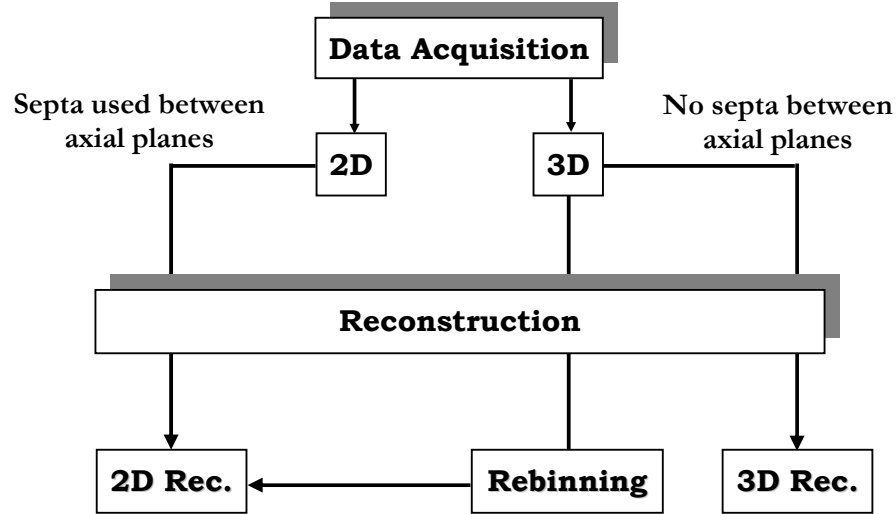 Data Acquisition
Septa used between
axial planes
No septa between
axial planes
2D
3D
Reconstruction
2D Rec.
Rebinning
3D Rec.